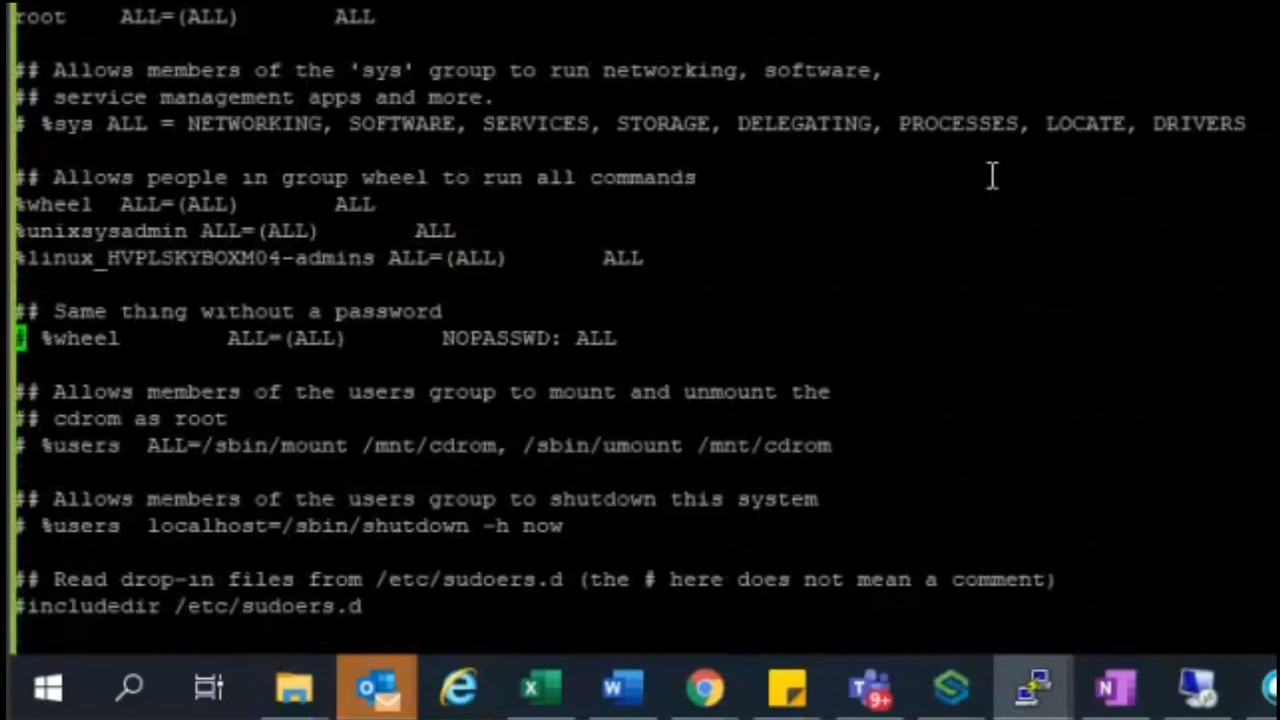 root    ALL=(ALL)       ALL
## Allows members of the 'sys' group to run networking, software,
## service management apps and more.
# %sys ALL = NETWORKING, SOFTWARE, SERVICES, STORAGE, DELEGATING, PROCESSES, LOCATE, DRIVERS
## Allows people in group wheel to run all commands
%wheel  ALL=(ALL)       ALL
%unixsysadmin ALL=(ALL)       ALL
%linux_HVPLSKYBOXM04-admins ALL=(ALL)       ALL
## Same thing without a password
# %wheel        ALL=(ALL)       NOPASSWD: ALL
## Allows members of the users group to mount and unmount the
## cdrom as root
# %users  ALL=/sbin/mount /mnt/cdrom, /sbin/umount /mnt/cdrom
## Allows members of the users group to shutdown this system
# %users  localhost=/sbin/shutdown -h now
## Read drop-in files from /etc/sudoers.d (the # here does not mean a comment)
#includedir /etc/sudoers.d
9+